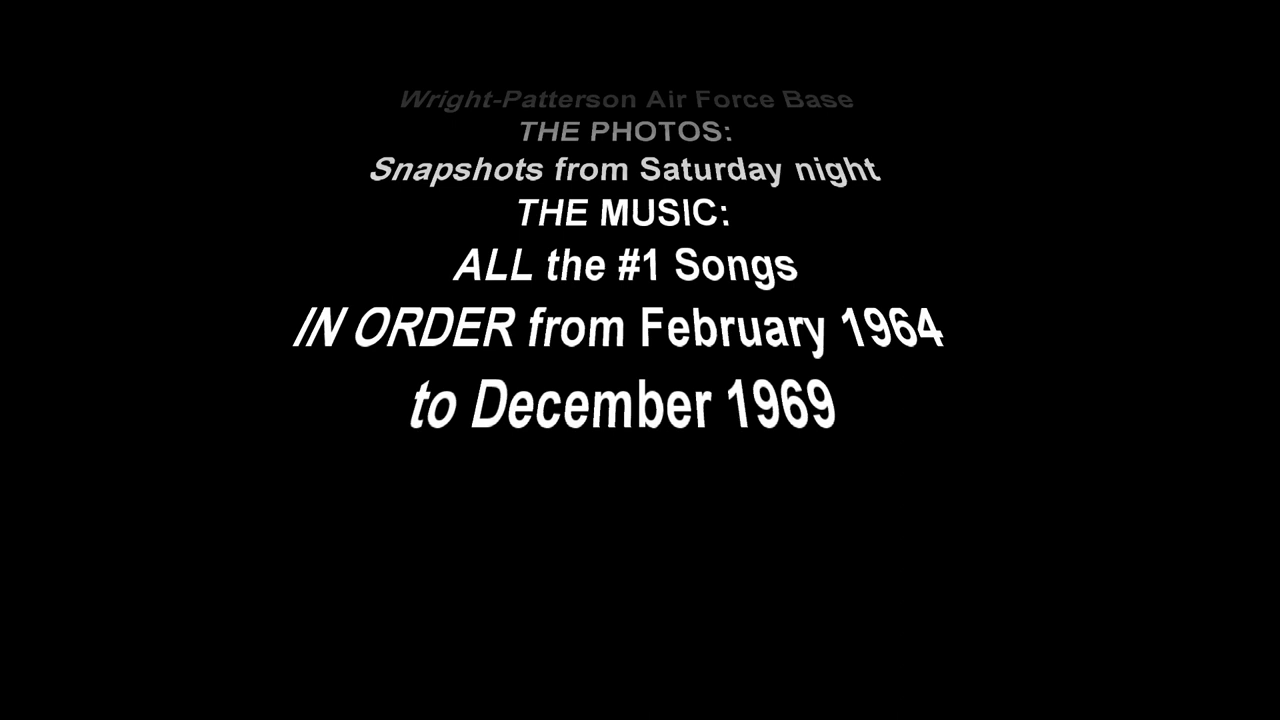 Wright-Patterson Air Force Base
THE PHOTOS:
Snapshots from Saturday night
THE MUSIC:
ALL the #1 Songs
IN ORDER from February 1964
to December 1969